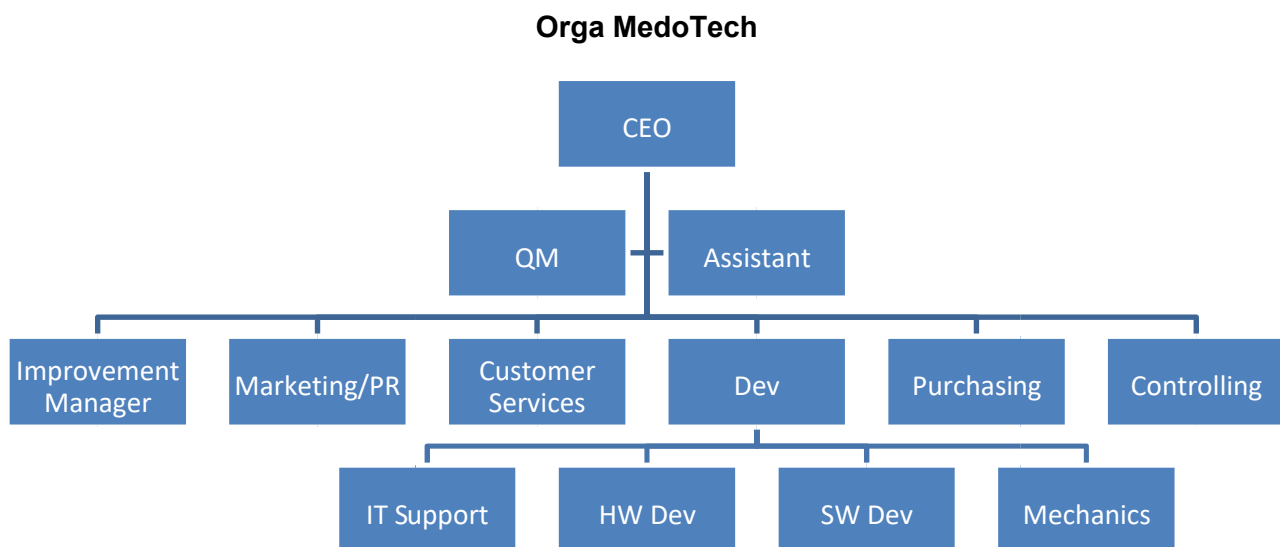 Orga MedoTech
CEO
QM
Assistant
Improvement
Manager
Marketing/PR
Customer
Services
Dev
Purchasing
Controlling
IT Support
HW Dev
SW Dev
Mechanics